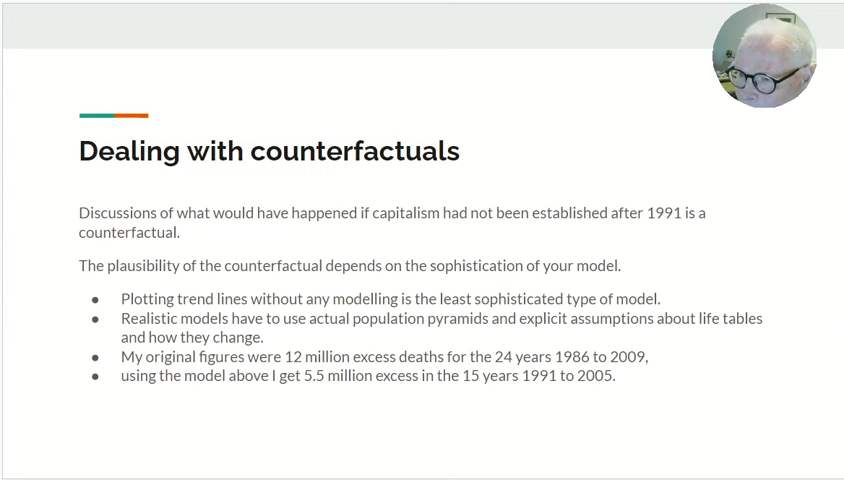 Dealing with counterfactuals
Discussions of what would have happened if capitalism had not been established after 1991 is a
counterfactual.
The plausibility of the counterfactual depends on the sophistication of your model.
● Plotting trend lines without any modelling is the least sophisticated type of model.
● Realistic models have to use actual population pyramids and explicit assumptions about life tables
and how they change.
● My original figures were 12 million excess deaths for the 24 years 1986 to 2009,
● using the model above I get 5.5 million excess in the 15 years 1991 to 2005.